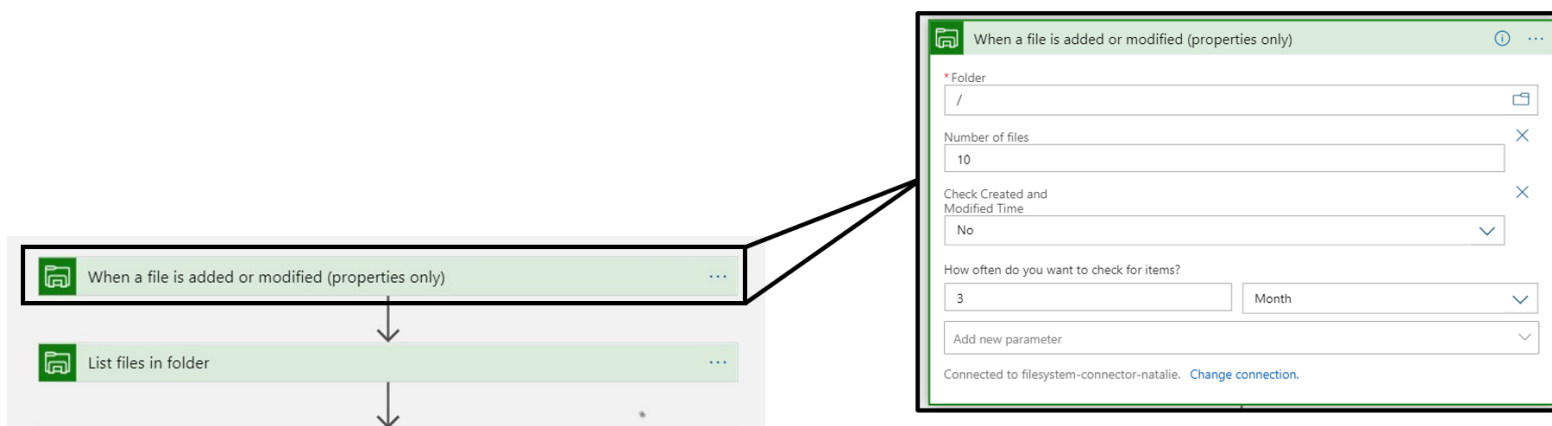 When a file is added or modified (properties only)
List files in folder
When a file is added or modified (properties only)
* Folder
/
Number of files
10
Check Created and
Modified Time
No
How often do you want to check for items?
3 Month
Add new parameter
Connected to filesystem-connector-natalie. Change connection.